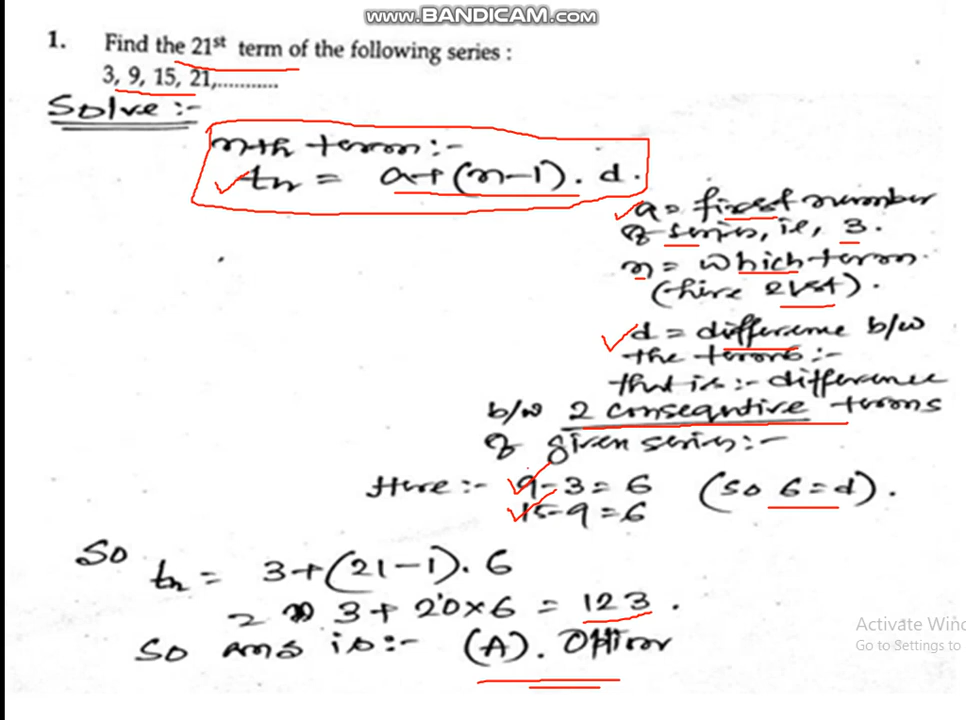 www.BANDICAM.com
1. Find the 21st term of the following series :
3, 9, 15, 21,............
Solve :-
nth term :-
tn = a+(n-1). d.
a= first number
of series, ie, 3.
n = which term
(hire 21st).
d = difference b/w
the terms :-
that is :- difference
b/w 2 consequtive terms
of given series :-
Here :- 9-3 = 6 (so 6=d).
15-9 = 6
So tn = 3+(21-1). 6
= 3+ 20×6 = 123.
So ans is :- (A). Option
Activate Wind
Go to Settings to